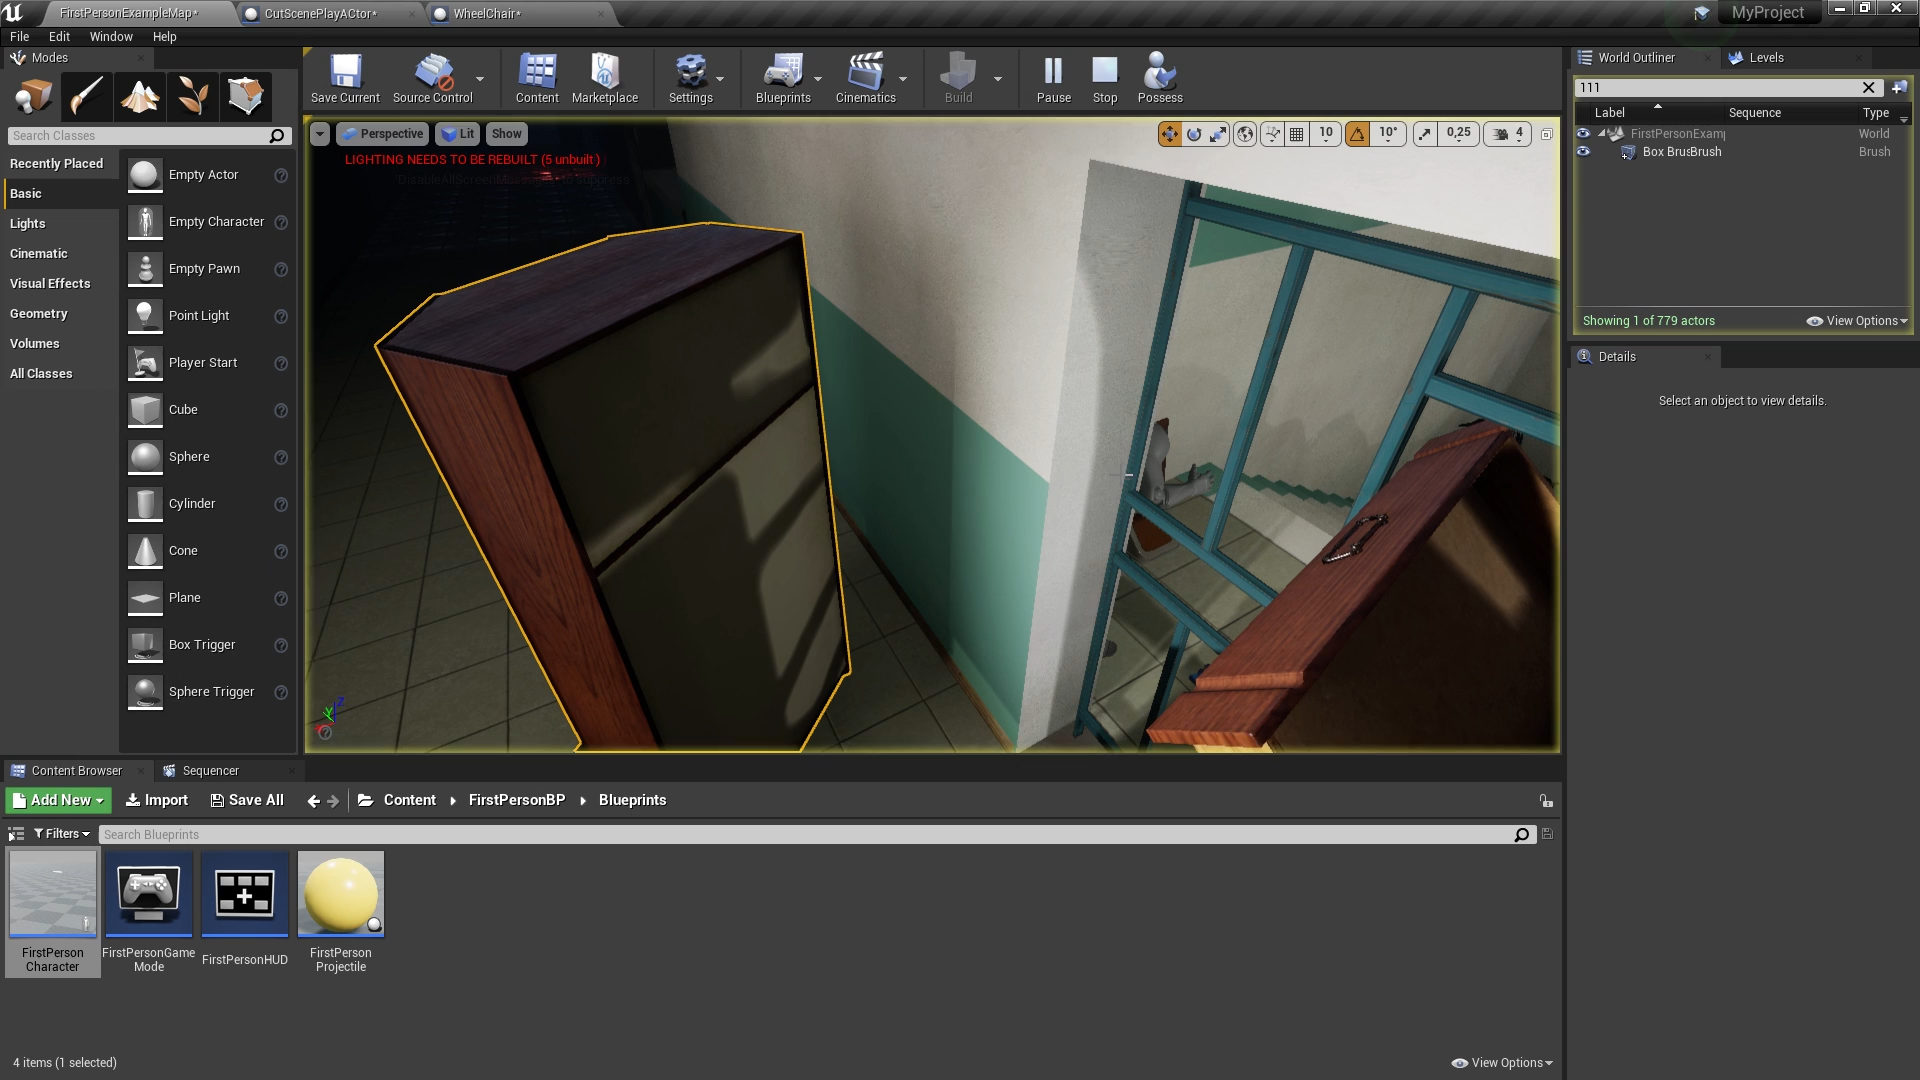 FirstPersonExampleMap*
CutScenePlayACtor*
WheelChair*
MyProject
File Edit Window Help
Modes
Search Classes
Recently Placed
Basic
Lights
Cinematic
Visual Effects
Geometry
Volumes
All Classes
Empty Actor
Empty Character
Empty Pawn
Point Light
Player Start
Cube
Sphere
Cylinder
Cone
Plane
Box Trigger
Sphere Trigger
Save Current
Source Control
Content
Marketplace
Settings
Blueprints
Cinematics
Build
Pause
Stop
Possess
Perspective
Lit
Show
10
10°
0,25
4
LIGHTING NEEDS TO BE REBUILT (5 unbuilt)
DisableAllScreenMessages to suppress
Z
Y
World Outliner
Levels
111
Label Sequence Type
FirstPersonExamp World
Box BrusBrush Brush
Showing 1 of 779 actors
View Options
Details
Select an object to view details.
Content Browser
Sequencer
Add New
Import
Save All
Content
FirstPersonBP
Blueprints
Filters
Search Blueprints
FirstPerson
Character
FirstPersonGame
Mode
FirstPersonHUD
FirstPerson
Projectile
4 items (1 selected)
View Options